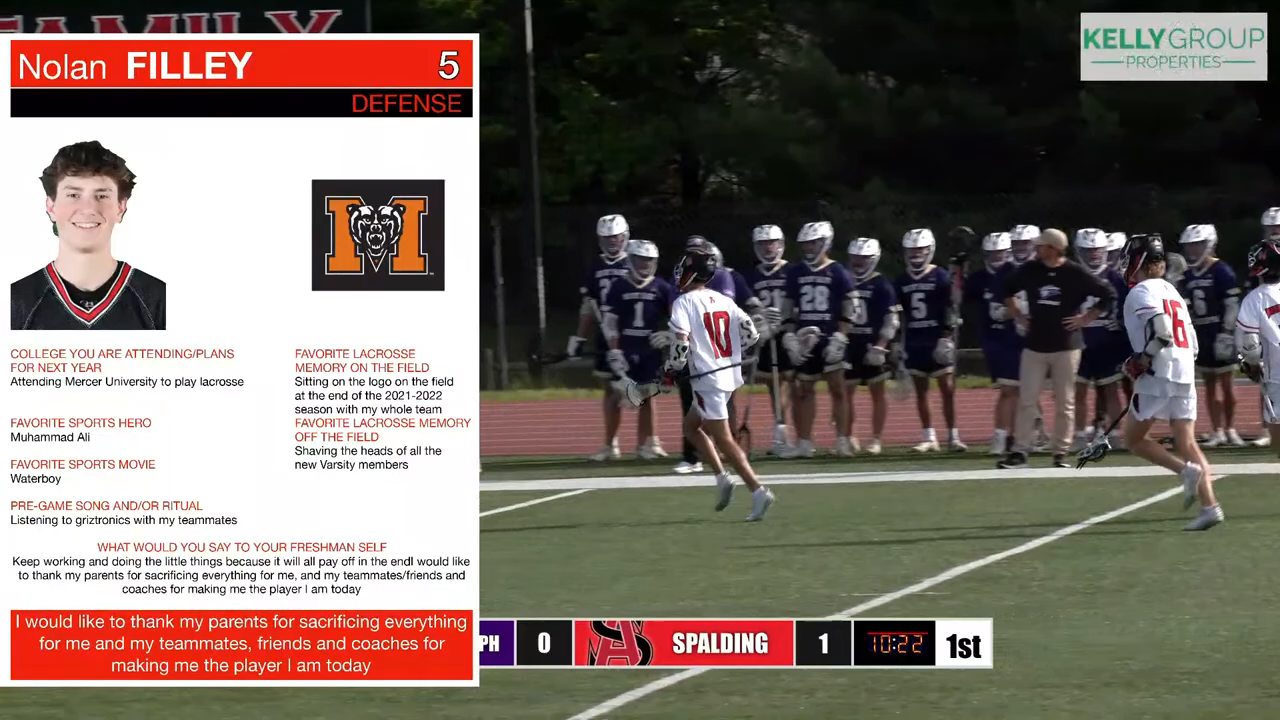 FAMILY
KELLY GROUP
PROPERTIES
Nolan FILLEY 5
DEFENSE
M
COLLEGE YOU ARE ATTENDING/PLANS
FOR NEXT YEAR
Attending Mercer University to play lacrosse
FAVORITE SPORTS HERO
Muhammad Ali
FAVORITE SPORTS MOVIE
Waterboy
PRE-GAME SONG AND/OR RITUAL
Listening to griztronics with my teammates
FAVORITE LACROSSE
MEMORY ON THE FIELD
Sitting on the logo on the field
at the end of the 2021-2022
season with my whole team
FAVORITE LACROSSE MEMORY
OFF THE FIELD
Shaving the heads of all the
new Varsity members
WHAT WOULD YOU SAY TO YOUR FRESHMAN SELF
Keep working and doing the little things because it will all pay off in the endI would like
to thank my parents for sacrificing everything for me, and my teammates/friends and
coaches for making me the player I am today
I would like to thank my parents for sacrificing everything
for me and my teammates, friends and coaches for
making me the player I am today
1
10
21
28
5
16
6
PH 0 SPALDING 1 10:22 1st